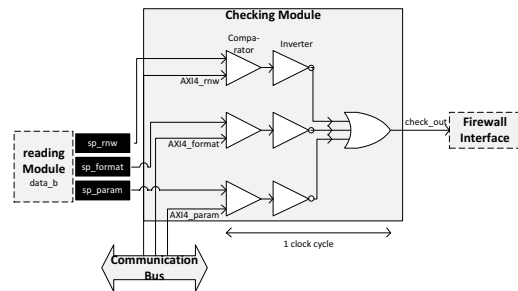 Checking Module
Compa-
rator
Inverter
AXI4_rnw
sp_rnw
AXI4_format
check_out
Firewall
Interface
reading
Module
data_b
sp_format
sp_param
AXI4_param
1 clock cycle
Communication
Bus